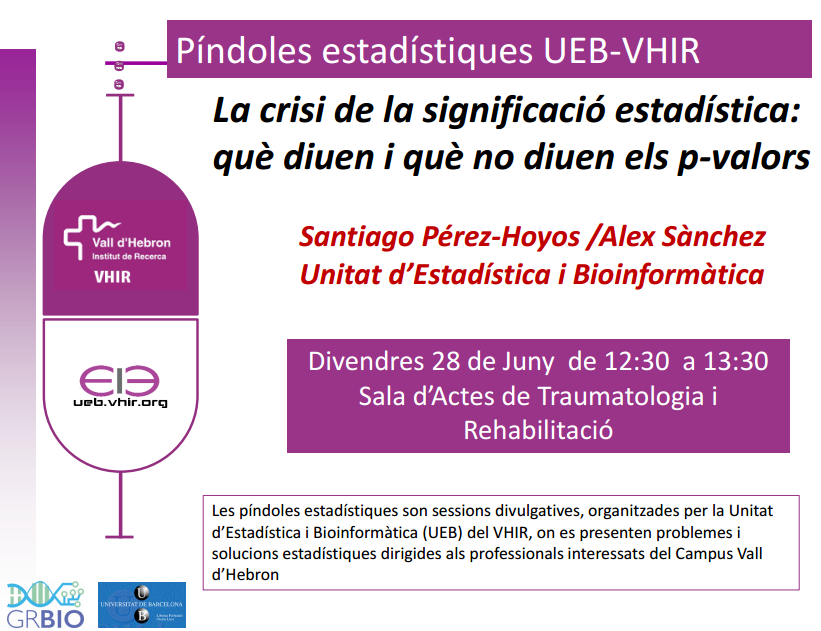 Píndoles estadístiques UEB-VHIR
La crisi de la significació estadística:
què diuen i què no diuen els p-valors
Vall d'Hebron
Institut de Recerca
VHIR
Santiago Pérez-Hoyos /Alex Sànchez
Unitat d'Estadística i Bioinformàtica
ueb.vhir.org
Divendres 28 de Juny de 12:30 a 13:30
Sala d'Actes de Traumatologia i
Rehabilitació
Les píndoles estadístiques son sessions divulgatives, organitzades per la Unitat
d'Estadística i Bioinformàtica (UEB) del VHIR, on es presenten problemes i
solucions estadístiques dirigides als professionals interessats del Campus Vall
d'Hebron
GRBIO
U
UNIVERSITAT DE BARCELONA
B